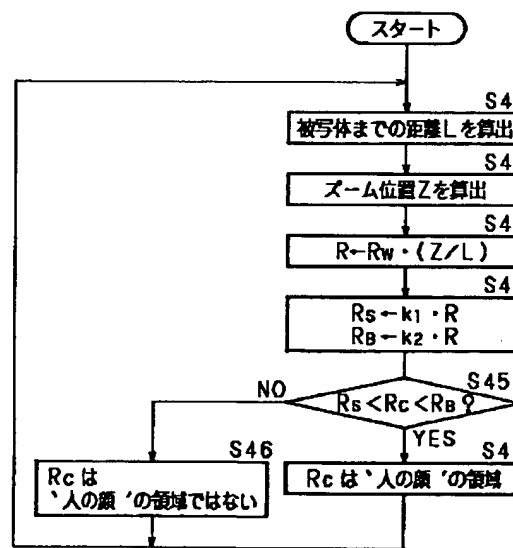 スタート
S4
被写体までの距離Lを算出
S4
ズーム位置Zを算出
S4
R←RW・(Z/L)
S4
RS←k1・R
RB←k2・R
S45
RS<RC<RB?
NO
YES
S46
Rcは
`人の顔´の領域ではない
S4
Rcは`人の顔´の領域